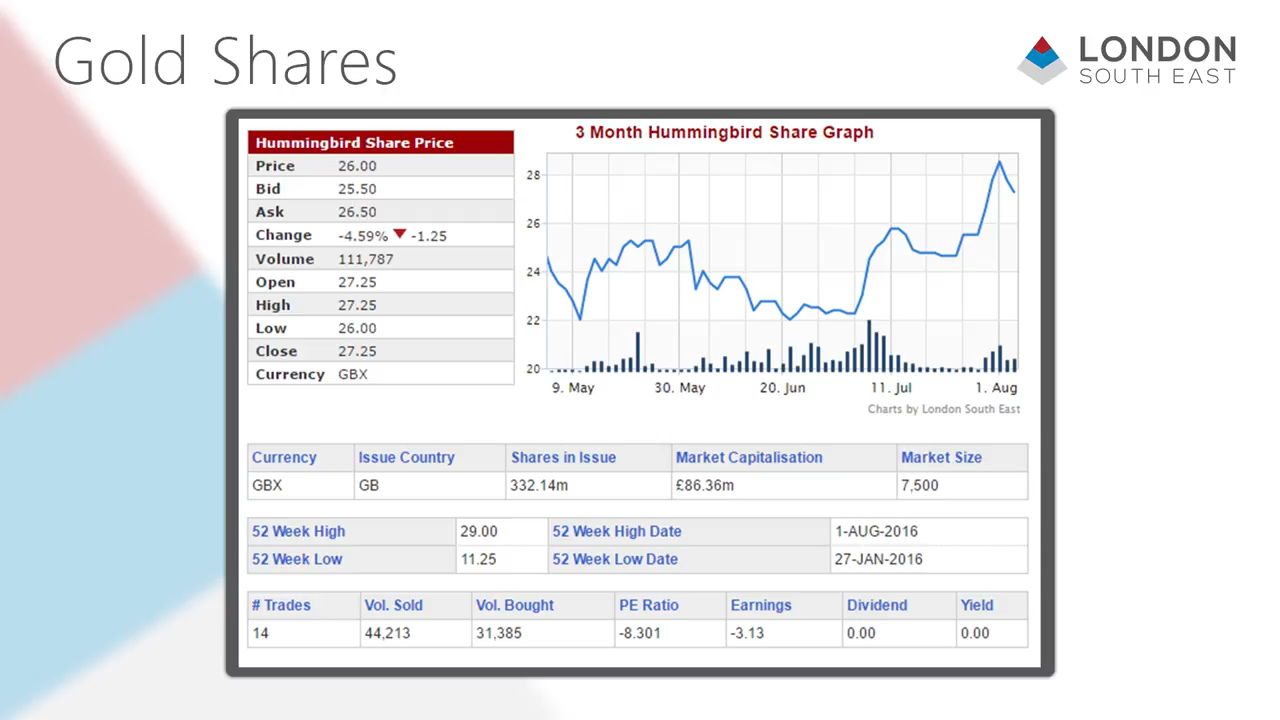 Gold Shares
LONDON
SOUTH EAST
Hummingbird Share Price
Price 26.00
Bid 25.50
Ask 26.50
Change -4.59% ▼ -1.25
Volume 111,787
Open 27.25
High 27.25
Low 26.00
Close 27.25
Currency GBX
3 Month Hummingbird Share Graph
28
26
24
22
20
9. May 30. May 20. Jun 11. Jul 1. Aug
Charts by London South East
Currency Issue Country Shares in Issue Market Capitalisation Market Size
GBX GB 332.14m £86.36m 7,500
52 Week High 29.00 52 Week High Date 1-AUG-2016
52 Week Low 11.25 52 Week Low Date 27-JAN-2016
# Trades Vol. Sold Vol. Bought PE Ratio Earnings Dividend Yield
14 44,213 31,385 -8.301 -3.13 0.00 0.00